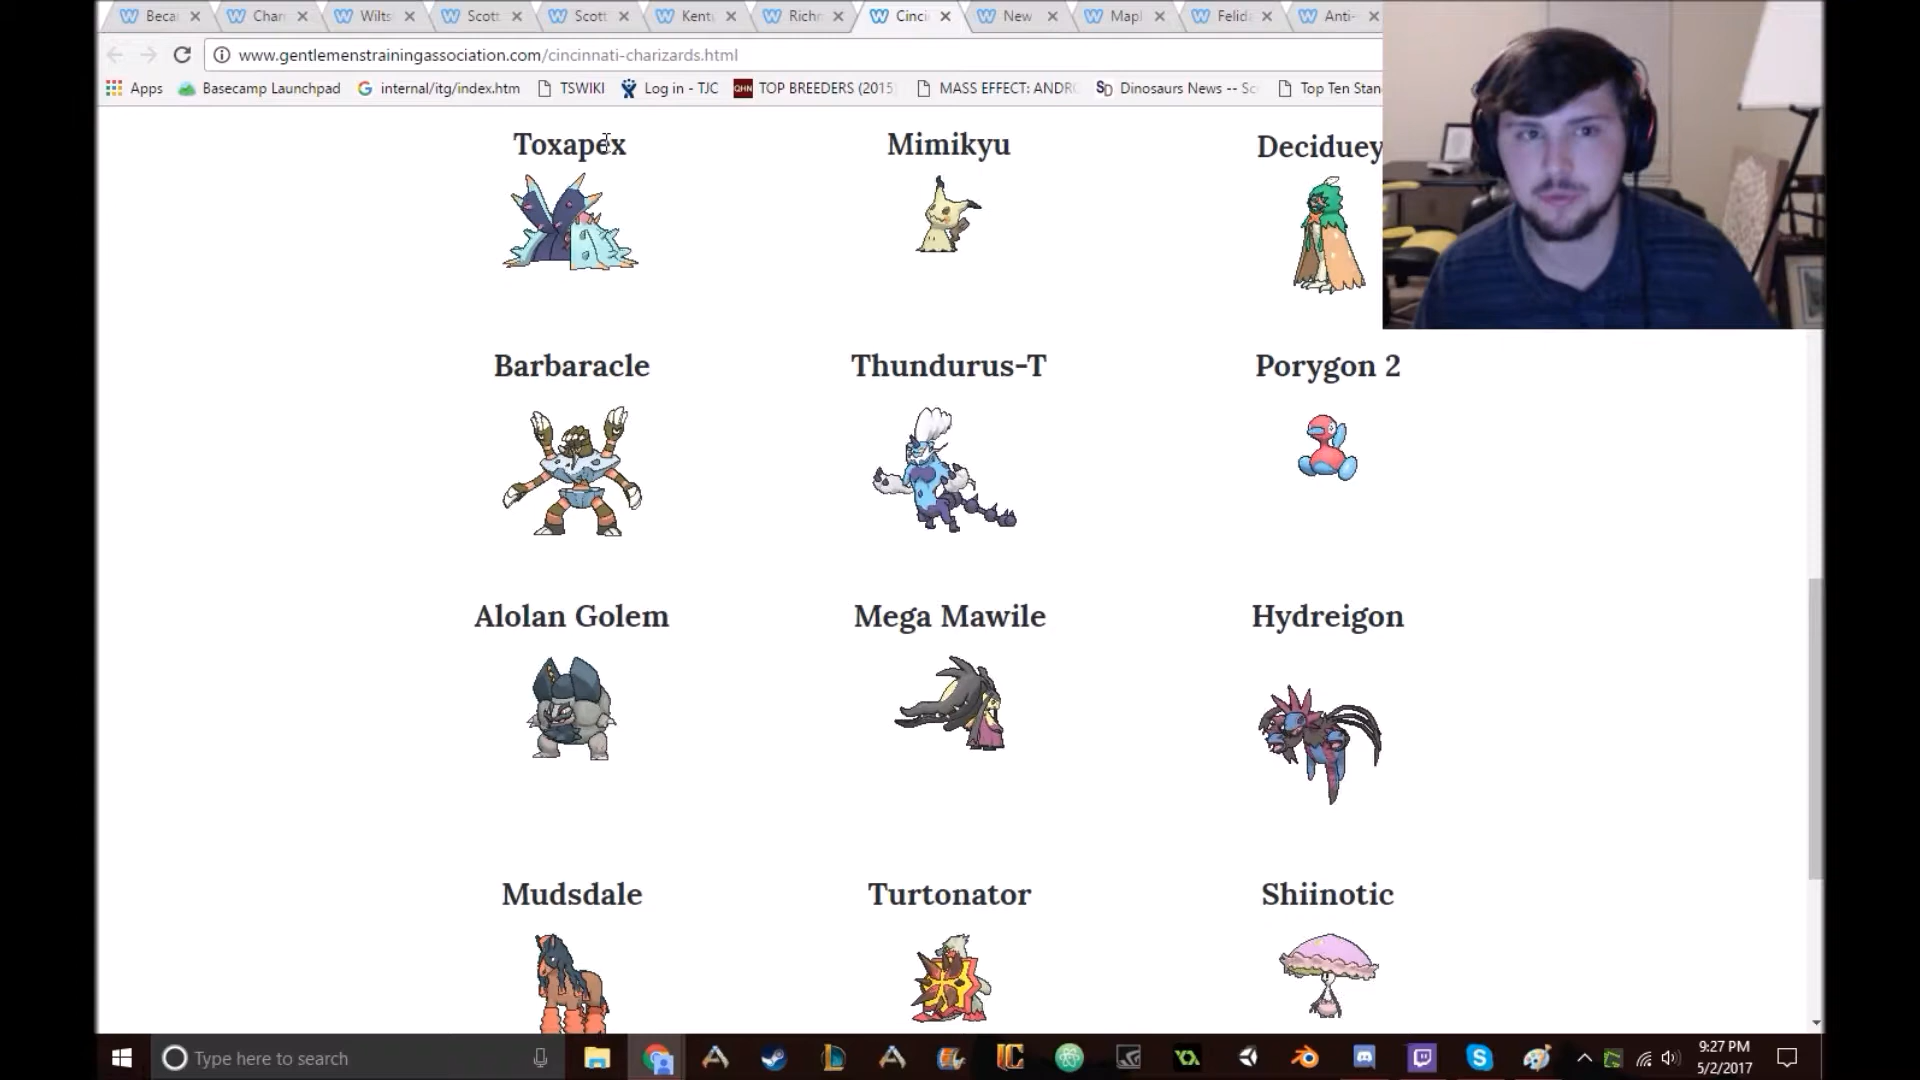 Beca Char Wilts Scott Scott Kent Richr Cinci New Mapl Felid Anti-
www.gentlemenstrainingassociation.com/cincinnati-charizards.html
Apps Basecamp Launchpad internal/itg/index.htm TSWIKI Log in - TJC QHN TOP BREEDERS (2015 MASS EFFECT: ANDR SD Dinosaurs News -- Sc Top Ten Stan
Toxapex Mimikyu Deciduey
Barbaracle Thundurus-T Porygon 2
Alolan Golem Mega Mawile Hydreigon
Mudsdale Turtonator Shiinotic
Type here to search
9:27 PM
5/2/2017